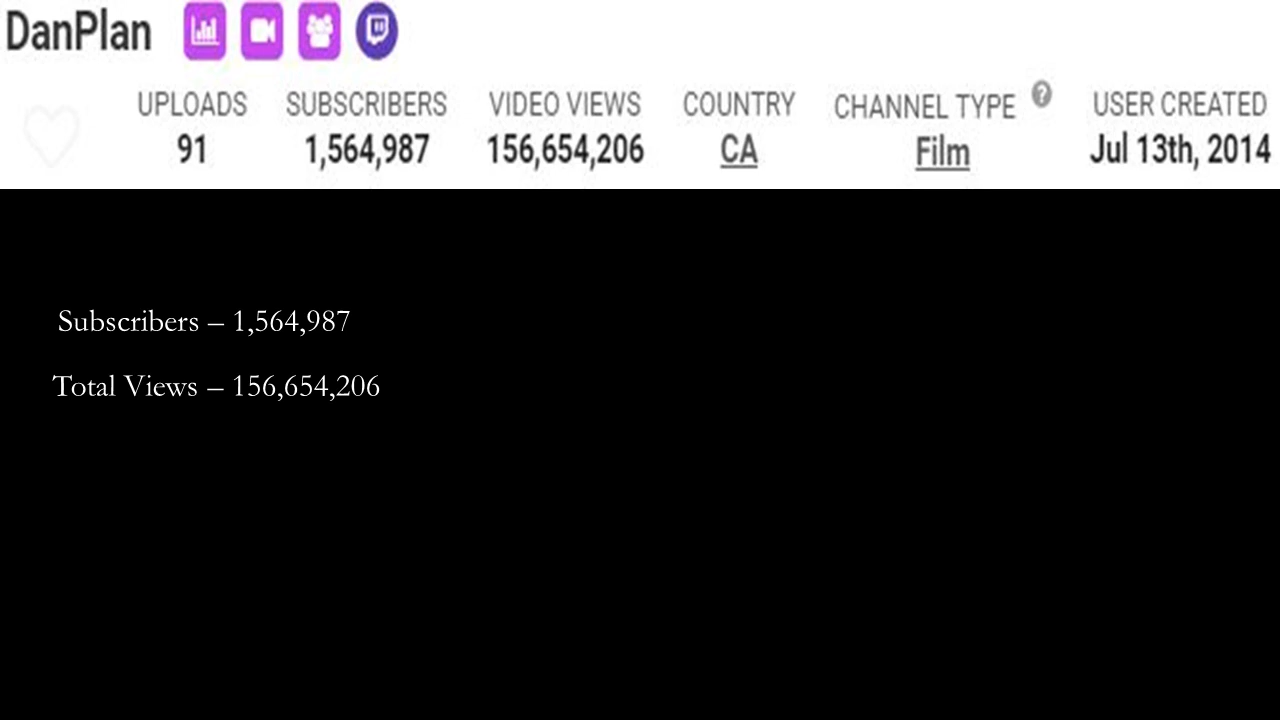 DanPlan
UPLOADS SUBSCRIBERS VIDEO VIEWS COUNTRY CHANNEL TYPE ? USER CREATED
91 1,564,987 156,654,206 CA Film Jul 13th, 2014
Subscribers – 1,564,987
Total Views – 156,654,206